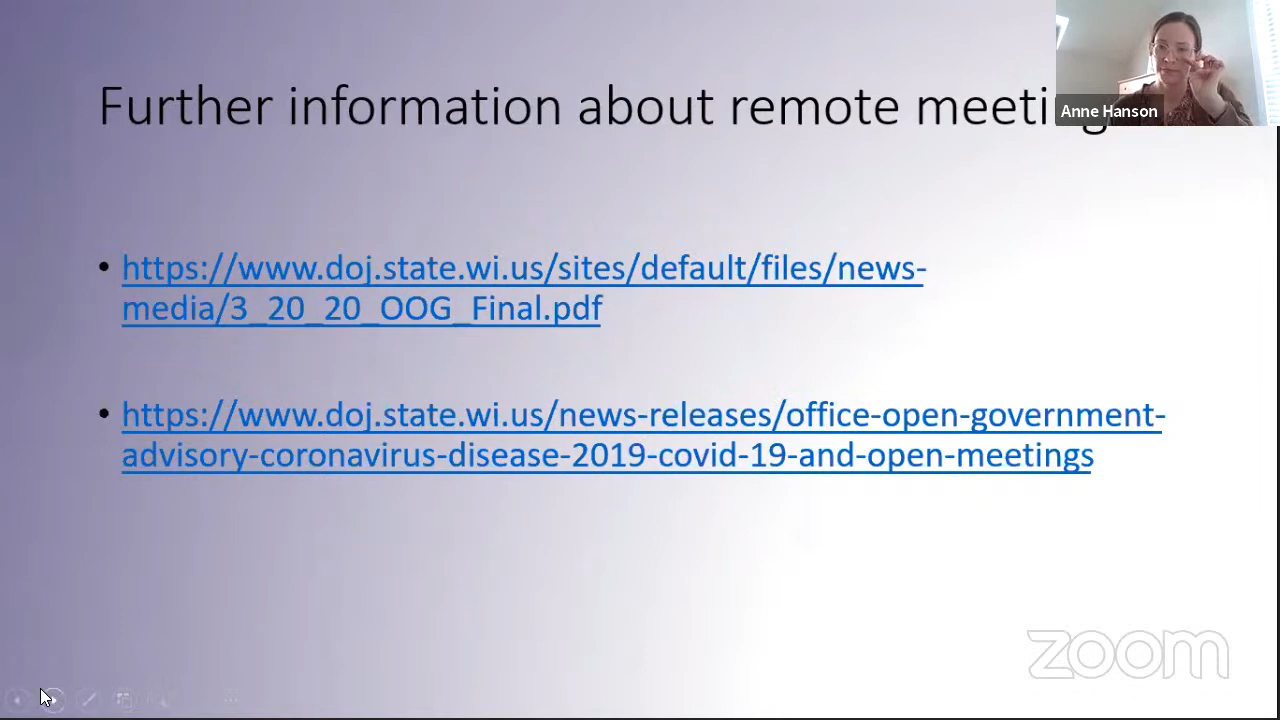 Further information about remote meeting
Anne Hanson
• https://www.doj.state.wi.us/sites/default/files/news-
media/3_20_20_OOG_Final.pdf
• https://www.doj.state.wi.us/news-releases/office-open-government-
advisory-coronavirus-disease-2019-covid-19-and-open-meetings
zoom